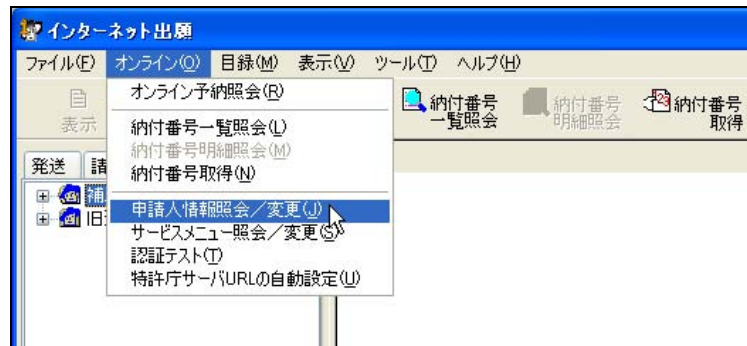 インターネット出願
ファイル(F) オンライン(O) 目録(M) 表示(V) ツール(T) ヘルプ(H)
表示
納付番号
一覧照会
納付番号
明細照会
納付番号
取得
オンライン予納照会(R)
納付番号一覧照会(L)
納付番号明細照会(M)
納付番号取得(N)
申請人情報照会／変更(J)
サービスメニュー照会／変更(S)
認証テスト(T)
特許庁サーバURLの自動設定(U)
発送 請
補
旧